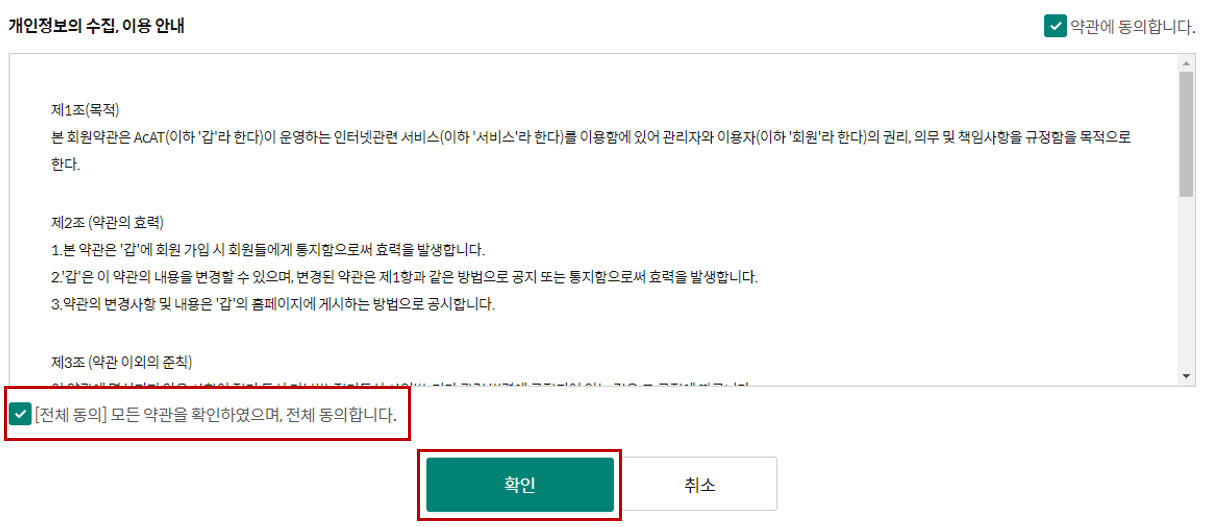 개인정보의 수집, 이용 안내
약관에 동의합니다.
제1조(목적)
본 회원약관은 AcAT(이하 '갑'라 한다)이 운영하는 인터넷관련 서비스(이하 '서비스'라 한다)를 이용함에 있어 관리자와 이용자(이하 '회원'라 한다)의 권리, 의무 및 책임사항을 규정함을 목적으로
한다.
제2조 (약관의 효력)
1.본 약관은 '갑'에 회원 가입 시 회원들에게 통지함으로써 효력을 발생합니다.
2.'갑'은 이 약관의 내용을 변경할 수 있으며, 변경된 약관은 제1항과 같은 방법으로 공지 또는 통지함으로써 효력을 발생합니다.
3.약관의 변경사항 및 내용은 '갑'의 홈페이지에 게시하는 방법으로 공시합니다.
제3조 (약관 이외의 준칙)
[전체 동의] 모든 약관을 확인하였으며, 전체 동의합니다.
확인
취소